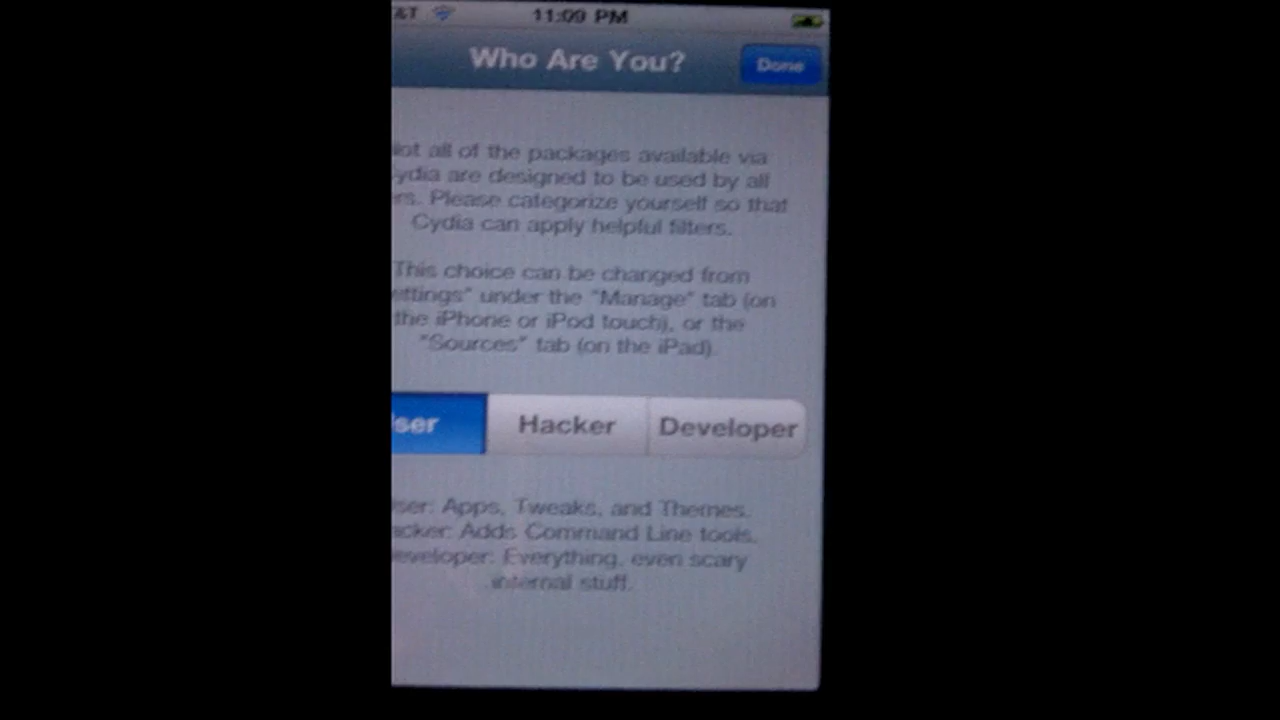 &T 11:09 PM
Who Are You? Done
lot all of the packages available via
ydia are designed to be used by all
rs. Please categorize yourself so that
Cydia can apply helpful filters.
This choice can be changed from
ettings" under the "Manage" tab (on
the iPhone or iPod touch), or the
"Sources" tab (on the iPad).
ser Hacker Developer
ser: Apps, Tweaks, and Themes.
acker: Adds Command Line tools.
eveloper: Everything, even scary
internal stuff.